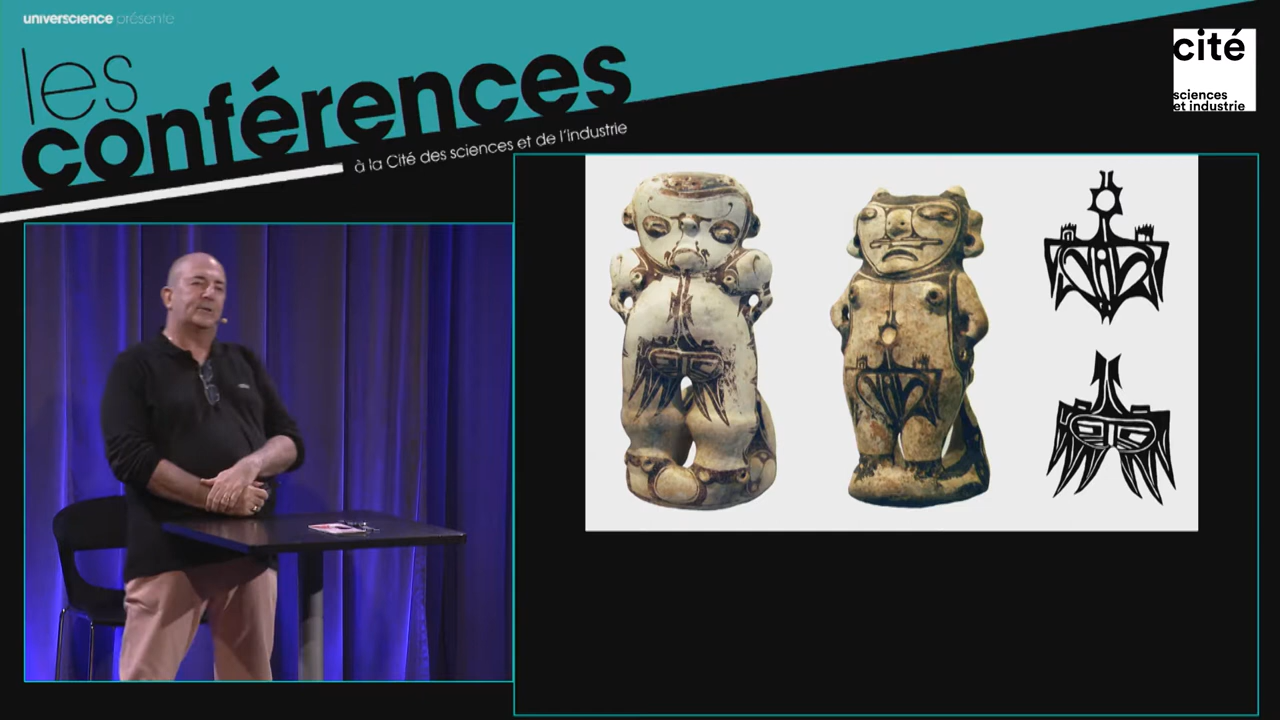 universcience présente
les
conférences
à la Cité des sciences et de l'industrie
cité
sciences
et industrie